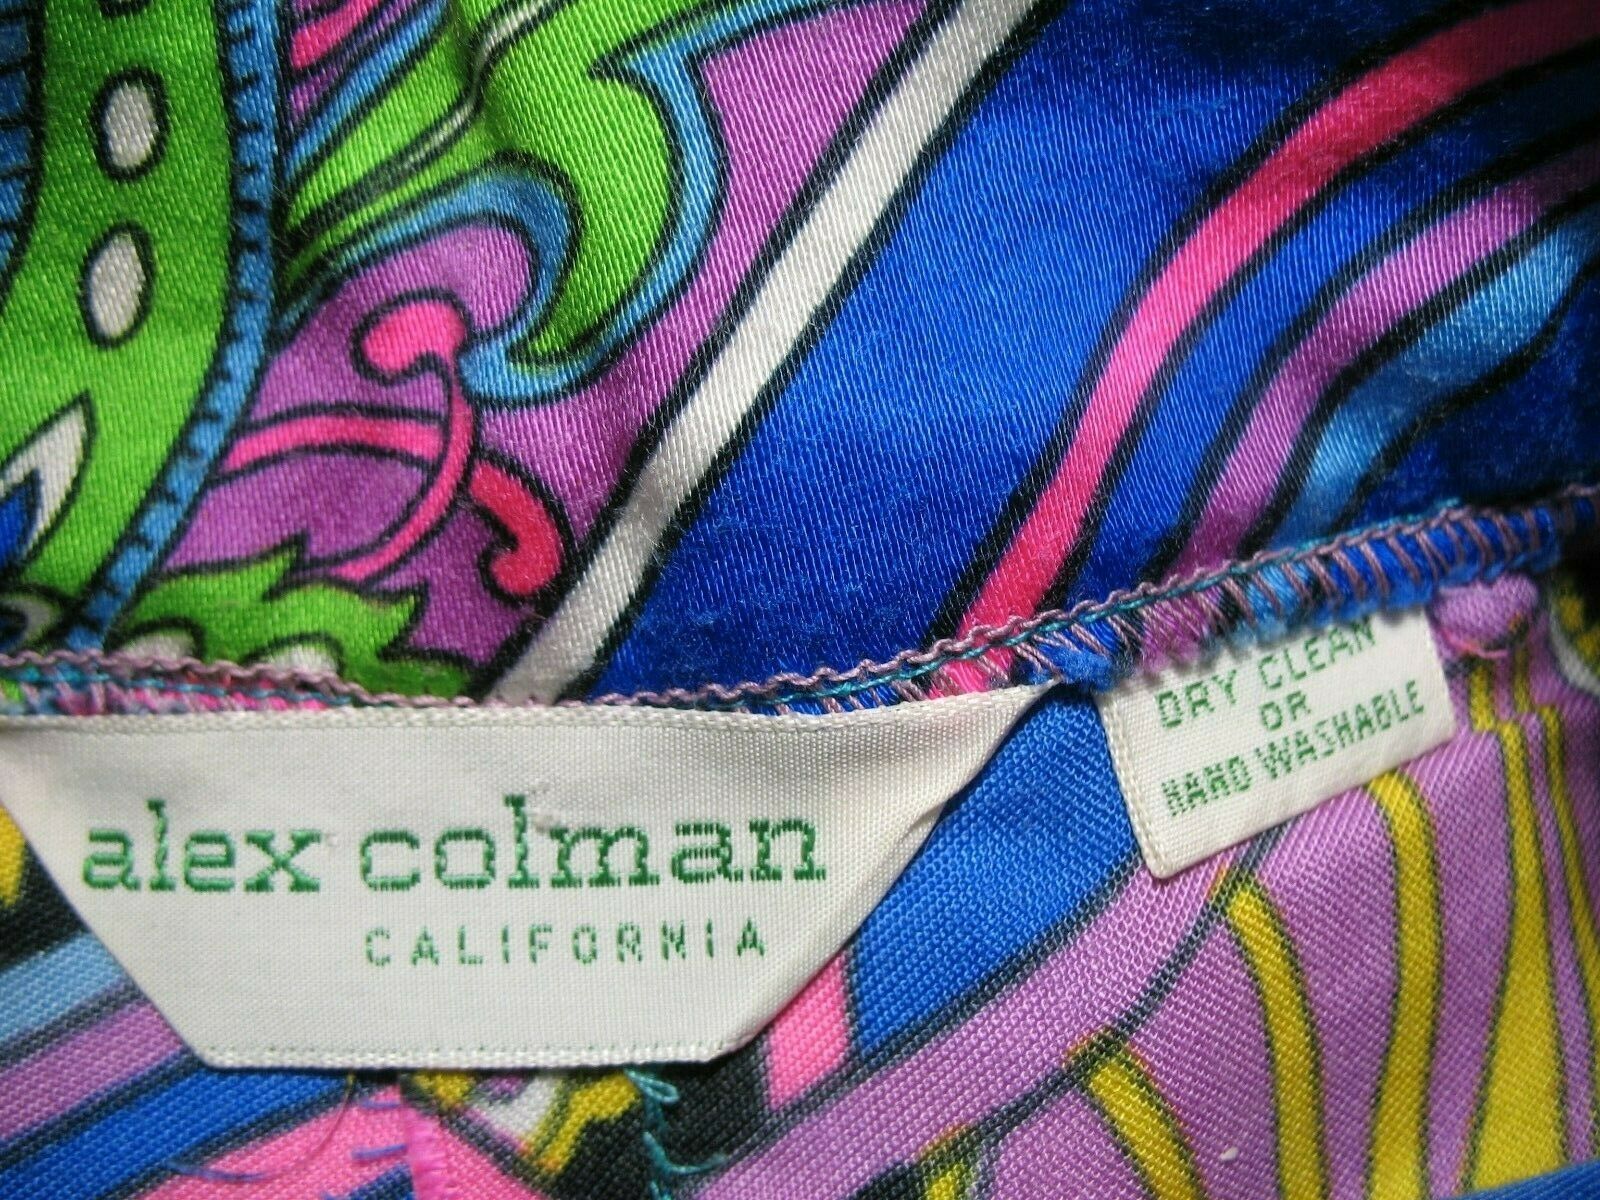 alex colman
CALIFORNIA
DRY CLEAN
OR
HAND WASHABLE